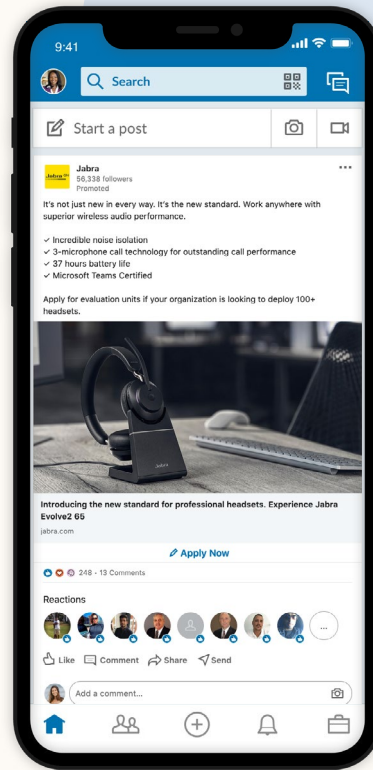 9:41
Search
Start a post
Jabra
Jabra
56,338 followers
Promoted
It's not just new in every way. It's the new standard. Work anywhere with
superior wireless audio performance.
✓ Incredible noise isolation
✓ 3-microphone call technology for outstanding call performance
✓ 37 hours battery life
✓ Microsoft Teams Certified
Apply for evaluation units if your organization is looking to deploy 100+
headsets.
Jabra
Introducing the new standard for professional headsets. Experience Jabra
Evolve2 65
jabra.com
Apply Now
248 • 13 Comments
Reactions
...
Like Comment Share Send
Add a comment...